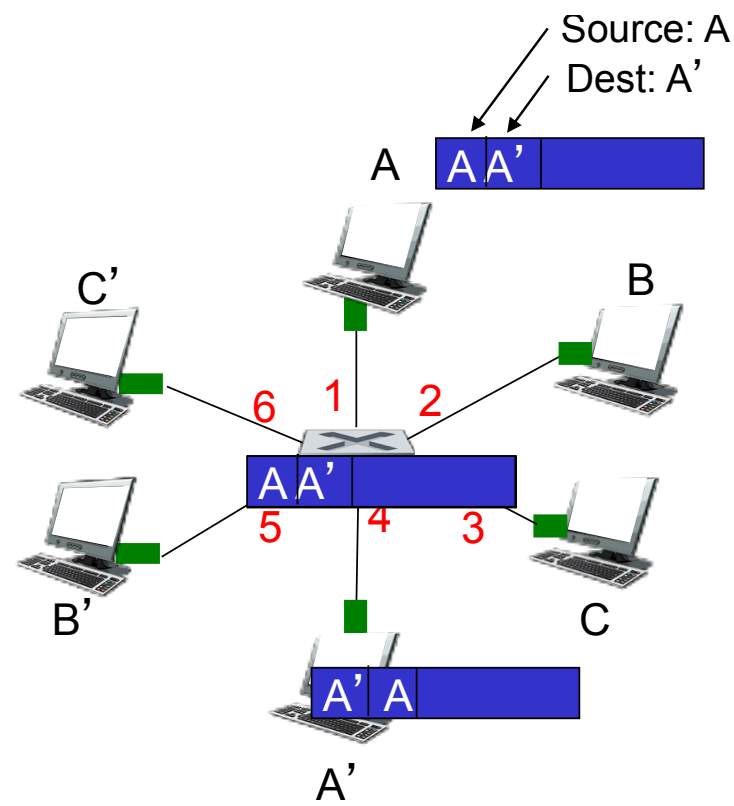 Source: A
Dest: A’
A
A A’
C’
B
6 1 2
A A’
5 4 3
B’
C
A’ A
A’